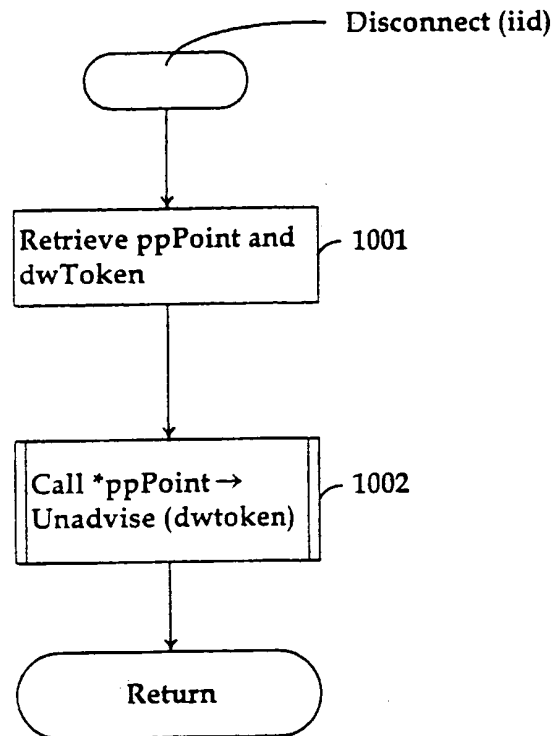 Disconnect (iid)
Retrieve ppPoint and
dwToken
1001
Call *ppPoint→
Unadvise (dwtoken)
1002
Return